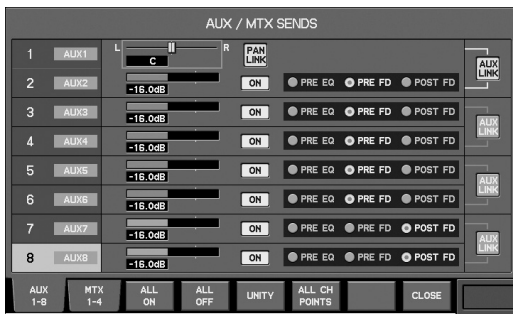 AUX / MTX SENDS
1 AUX1 L R C PAN LINK
AUX LINK
2 AUX2 -16.0dB ON PRE EQ PRE FD POST FD
3 AUX3 -16.0dB ON PRE EQ PRE FD POST FD
AUX LINK
4 AUX4 -16.0dB ON PRE EQ PRE FD POST FD
5 AUX5 -16.0dB ON PRE EQ PRE FD POST FD
AUX LINK
6 AUX6 -16.0dB ON PRE EQ PRE FD POST FD
7 AUX7 -16.0dB ON PRE EQ PRE FD POST FD
AUX LINK
8 AUX8 -16.0dB ON PRE EQ PRE FD POST FD
AUX 1-8 MTX 1-4 ALL ON ALL OFF UNITY ALL CH POINTS CLOSE